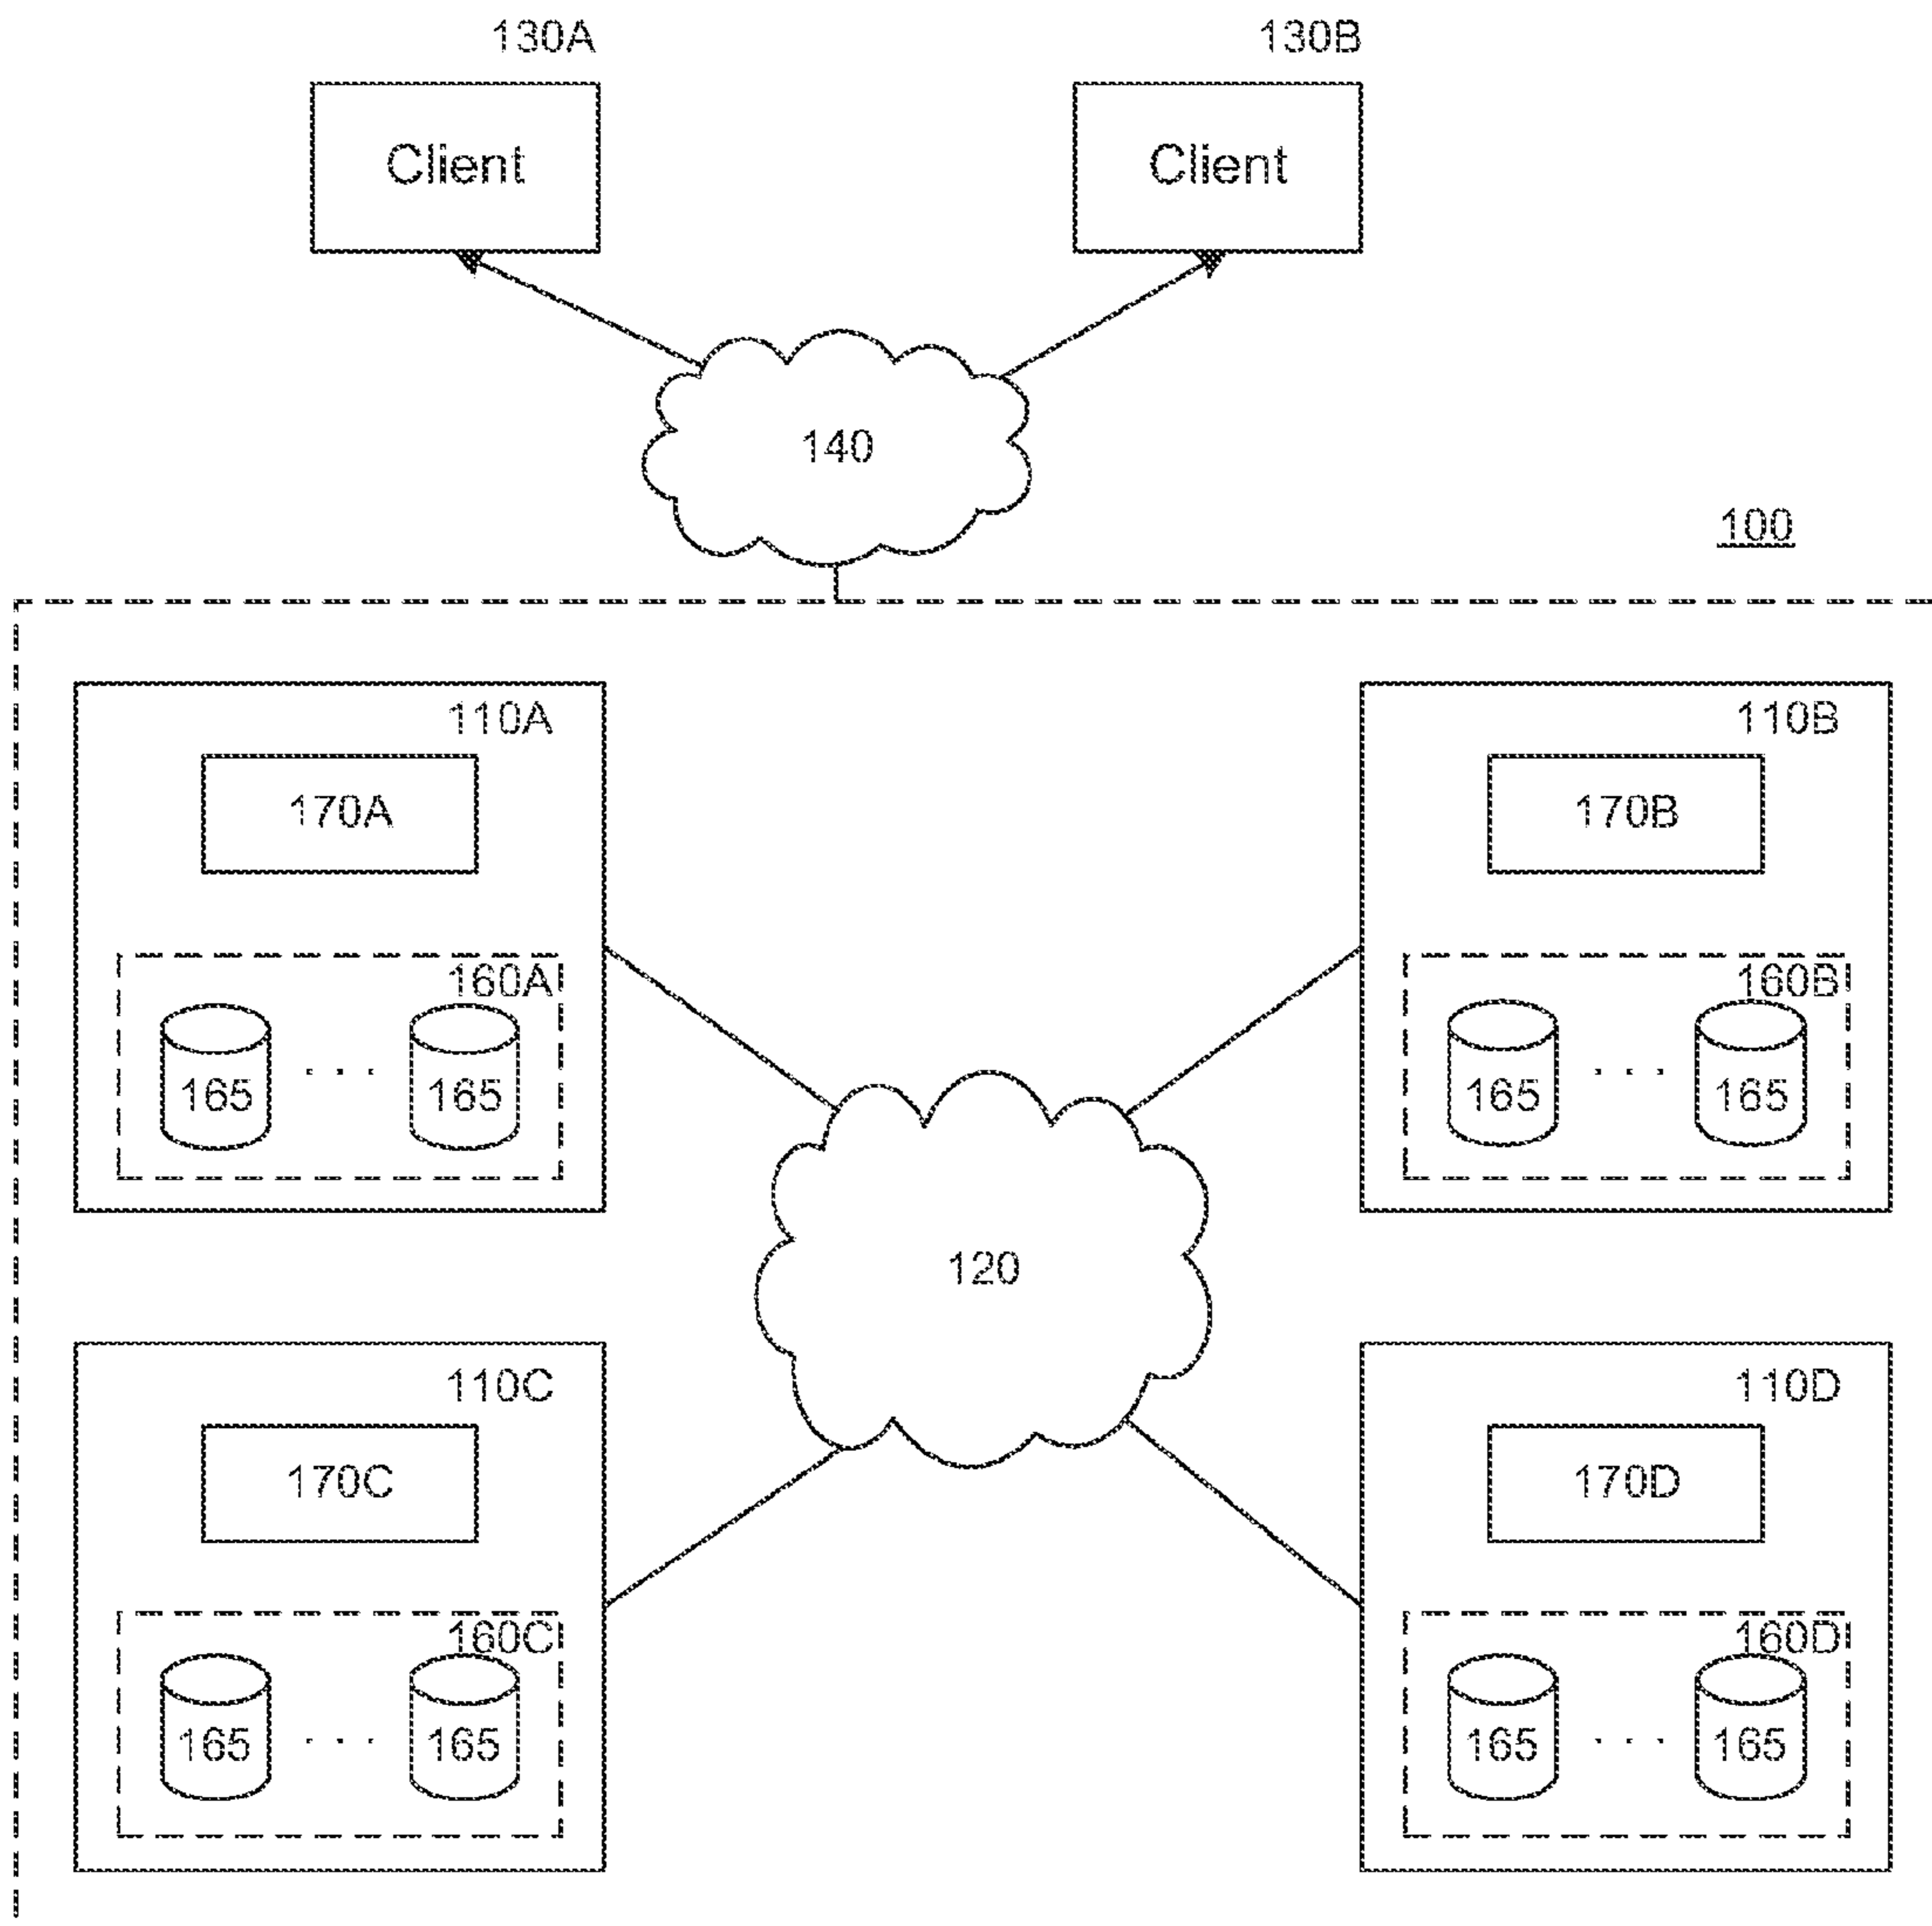 130A 130B
Client Client
140
100
110A 110B
170A 170B
160A 160B
165 · · · 165 165 · · · 165
120
110C 110D
170C 170D
160C 160D
165 · · · 165 165 · · · 165